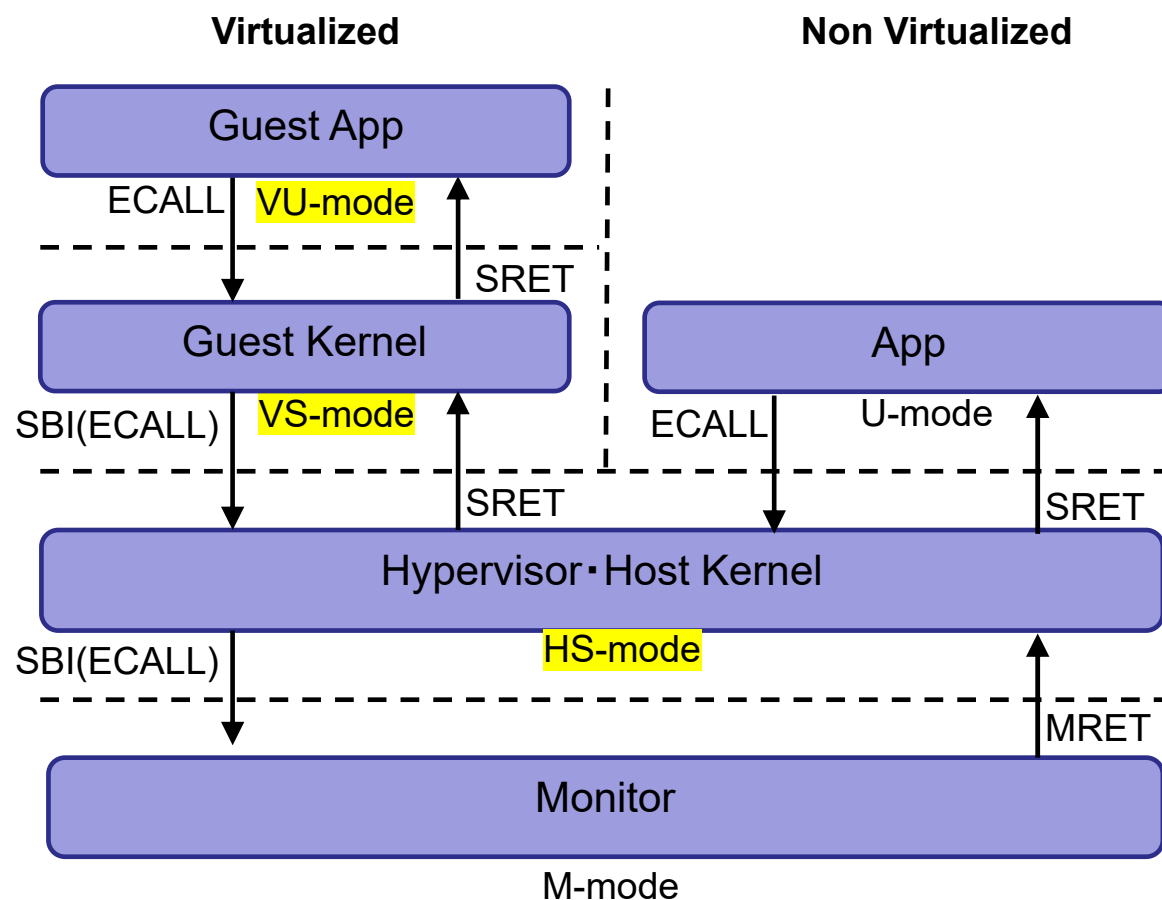 Virtualized
Non Virtualized
Guest App
ECALL
VU-mode
SRET
Guest Kernel
App
SBI(ECALL)
VS-mode
ECALL
U-mode
SRET
SRET
Hypervisor・Host Kernel
SBI(ECALL)
HS-mode
MRET
Monitor
M-mode